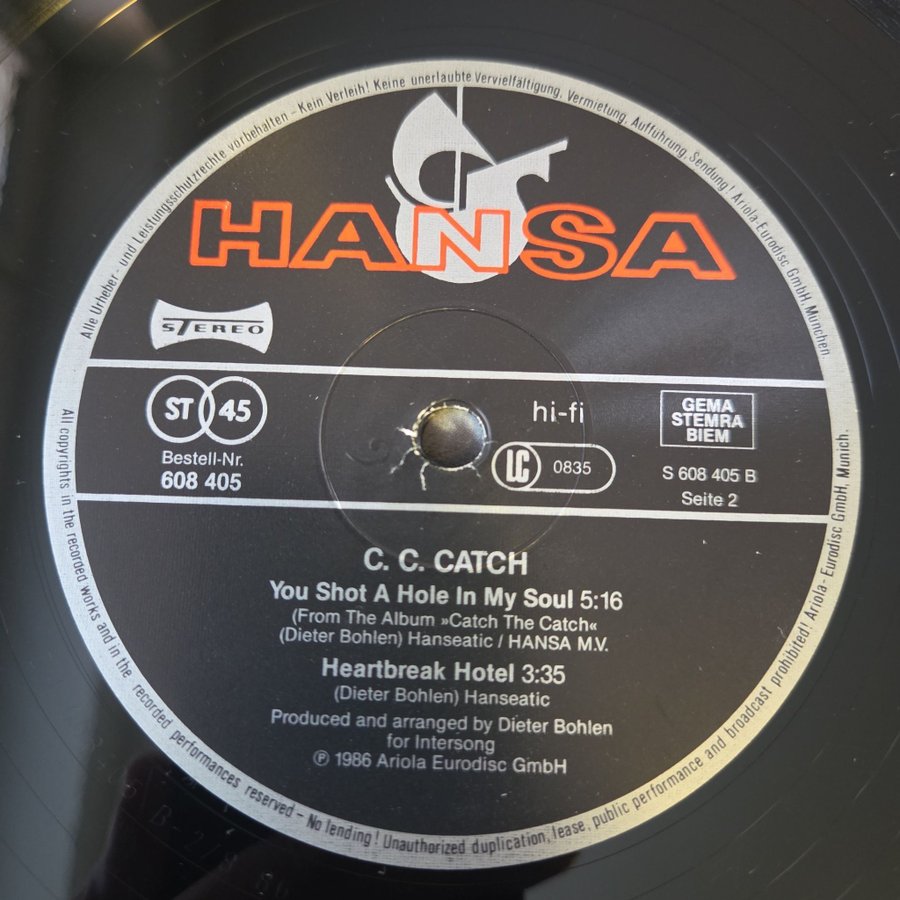 Alle Urheber- und Leistungsschutzrechte vorbehalten - Kein Verleih! Keine unerlaubte Vervielfältigung, Vermietung, Aufführung, Sendung! Ariola-Eurodisc GmbH, München.
HANSA
STEREO
ST 45
Bestell-Nr.
608 405
hi-fi
LC 0835
GEMA
STEMRA
BIEM
S 608 405 B
Seite 2
C. C. CATCH
You Shot A Hole In My Soul 5:16
(From The Album »Catch The Catch«
(Dieter Bohlen) Hanseatic / HANSA M.V.
Heartbreak Hotel 3:35
(Dieter Bohlen) Hanseatic
Produced and arranged by Dieter Bohlen
for Intersong
℗ 1986 Ariola Eurodisc GmbH
All copyrights in the recorded works and in the recorded performances reserved - No lending! Unauthorized duplication, lease, public performance and broadcast prohibited! Ariola-Eurodisc GmbH, Munich.